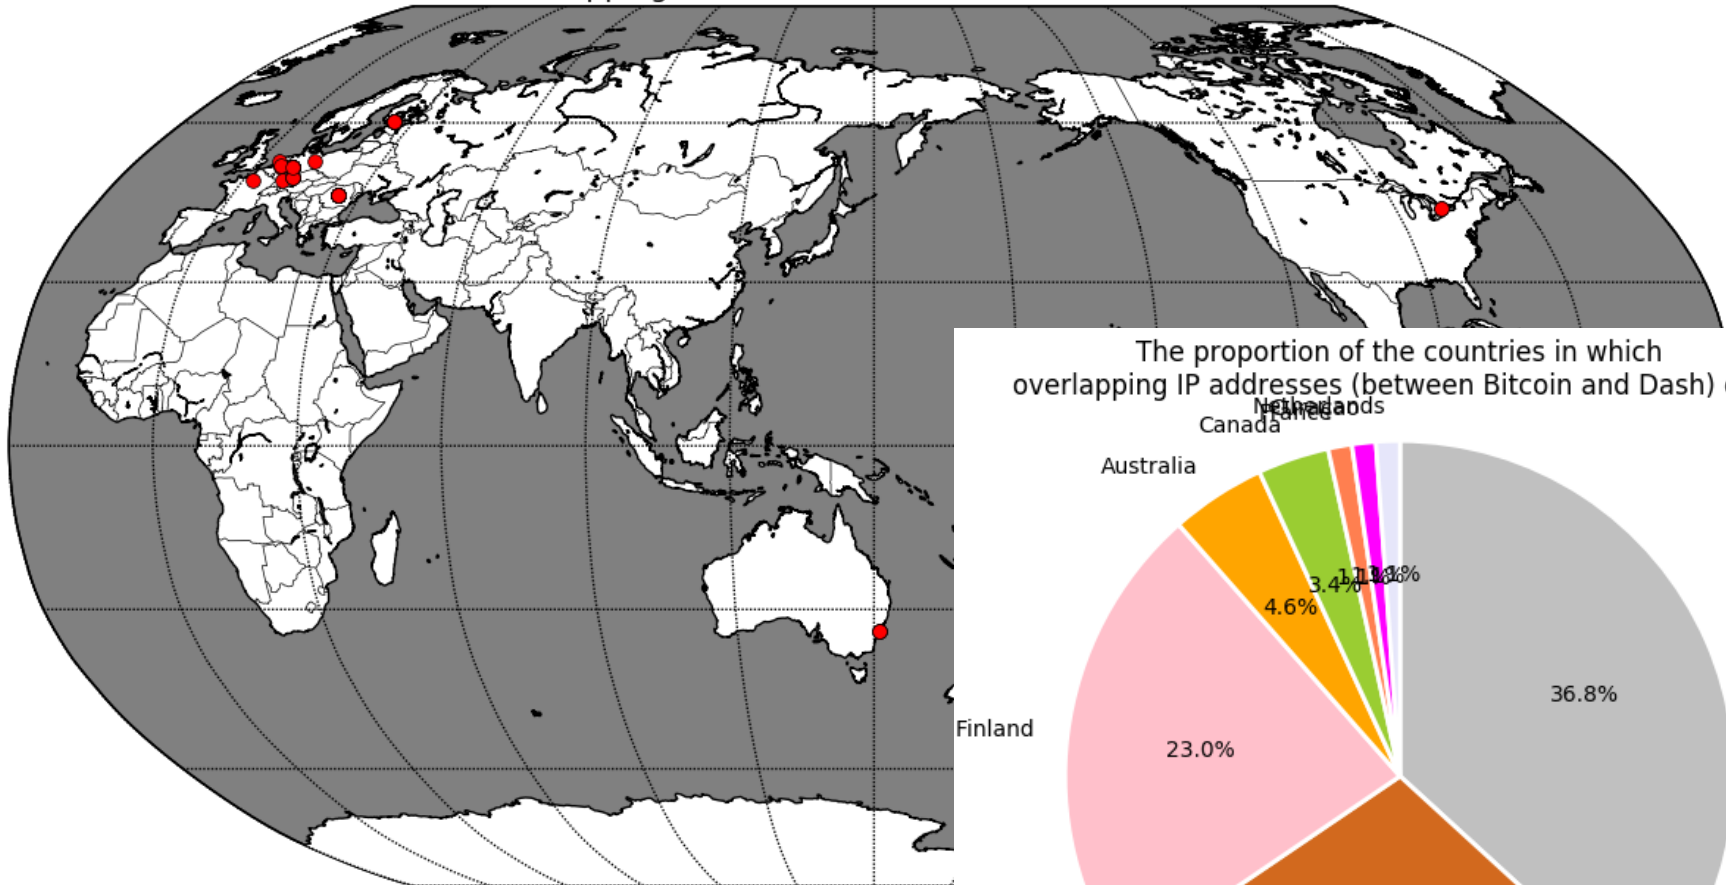 The proportion of the countries in which
overlapping IP addresses (between Bitcoin and Dash)
Netherlands
Canada
Australia
Finland
3.4%
4.6%
36.8%
23.0%